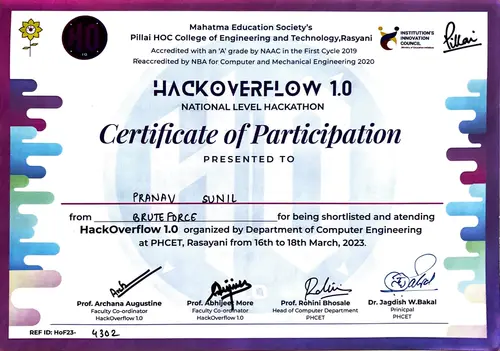 Mahatma Education Society's
Pillai HOC College of Engineering and Technology,Rasayani
Accredited with an 'A' grade by NAAC in the First Cycle 2019
Reaccredited by NBA for Computer and Mechanical Engineering 2020
INSTITUTION'S
INNOVATION
COUNCIL
Pillai
HO
HACKOVERFLOW 1.0
NATIONAL LEVEL HACKATHON
Certificate of Participation
PRESENTED TO
PRANAV SUNIL
from BRUTEFORCE for being shortlisted and attending
HackOverflow 1.0 organized by Department of Computer Engineering
at PHCET, Rasayani from 16th to 18th March, 2023.
Prof. Archana Augustine
Faculty Co-ordinator
HackOverflow 1.0
Prof. Abhijeet More
Faculty Co-ordinator
HackOverflow 1.0
Prof. Rohini Bhosale
Head of Computer Department
PHCET
Dr. Jagdish W.Bakal
Prinicpal
PHCET
REF ID: HoF23- 4302